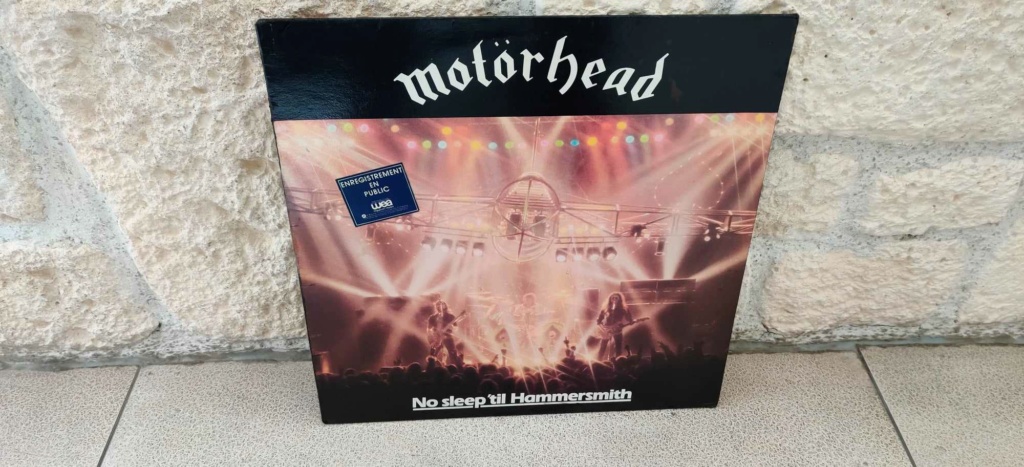 motörhead
ENREGISTREMENT
EN
PUBLIC
wea
No sleep 'til Hammersmith